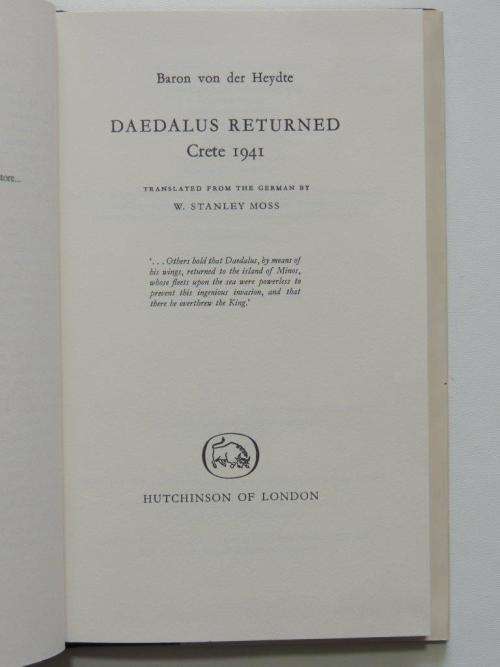 tore...
Baron von der Heydte
DAEDALUS RETURNED
Crete 1941
TRANSLATED FROM THE GERMAN BY
W. STANLEY MOSS
'. . . Others hold that Daedalus, by means of
his wings, returned to the island of Minos,
whose fleets upon the sea were powerless to
prevent this ingenious invasion, and that
there he overthrew the King.'
HUTCHINSON OF LONDON